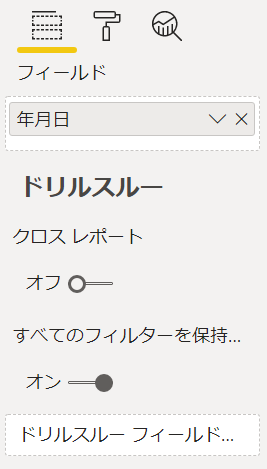 フィールド
年月日
ドリルスルー
クロス レポート
オフ
すべてのフィルターを保持...
オン
ドリルスルー フィールド...